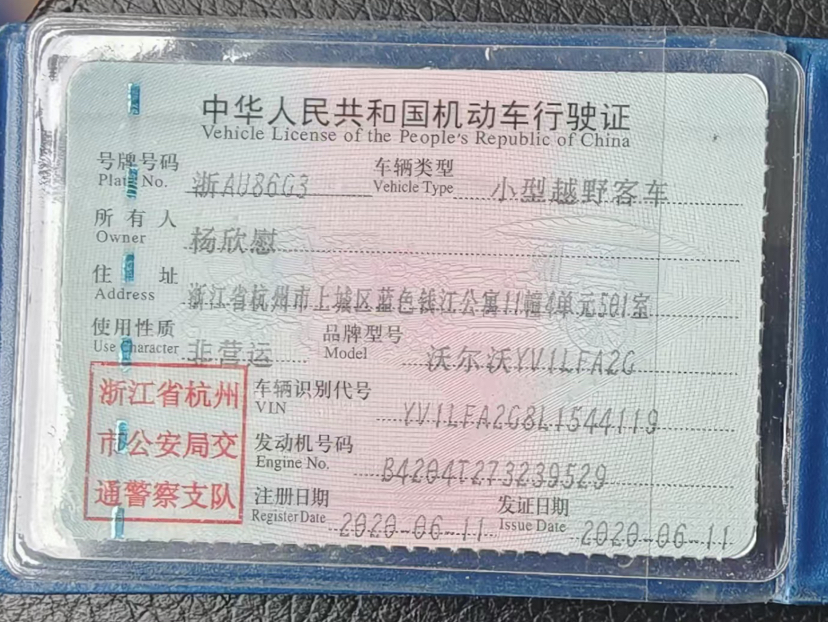 中华人民共和国机动车行驶证
Vehicle License of the People's Republic of China
号牌号码 浙AU86G3 车辆类型 小型越野客车
Plate No. Vehicle Type
所有人 杨欣慰
Owner
住址 浙江省杭州市上城区蓝色钱江公寓11幢4单元501室
Address
使用性质 非营运 品牌型号 沃尔沃YV1LFA2G
Use Character Model
浙江省杭州
市公安局交
通警察支队
车辆识别代号 YV1LFA2G8L1544119
VIN
发动机号码 B4204T273239529
Engine No.
注册日期 2020-06-11 发证日期 2020-06-11
Register Date Issue Date